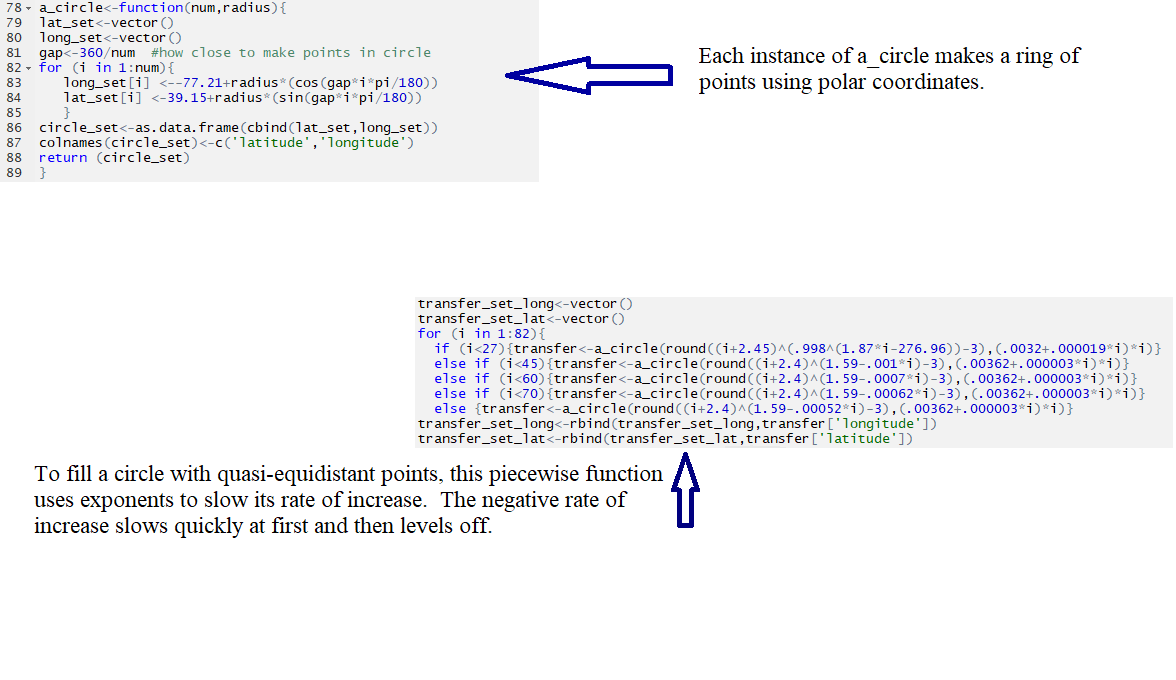 78 a_circle<-function(num,radius){
79 lat_set<-vector()
80 long_set<-vector()
81 gap<-360/num  #how close to make points in circle
82 for (i in 1:num){
83    long_set[i] <--77.21+radius*(cos(gap*i*pi/180))
84    lat_set[i] <-39.15+radius*(sin(gap*i*pi/180))
85    }
86 circle_set<-as.data.frame(cbind(lat_set,long_set))
87 colnames(circle_set)<-c('latitude','longitude')
88 return (circle_set)
89 }
Each instance of a_circle makes a ring of
points using polar coordinates.
transfer_set_long<-vector()
transfer_set_lat<-vector()
for (i in 1:82){
  if (i<27){transfer<-a_circle(round((i+2.45)^(.998^(1.87*i-276.96))-3),(.0032+.000019*i)*i)}
  else if (i<45){transfer<-a_circle(round((i+2.4)^(1.59-.001*i)-3),(.00362+.000003*i)*i)}
  else if (i<60){transfer<-a_circle(round((i+2.4)^(1.59-.0007*i)-3),(.00362+.000003*i)*i)}
  else if (i<70){transfer<-a_circle(round((i+2.4)^(1.59-.00062*i)-3),(.00362+.000003*i)*i)}
  else {transfer<-a_circle(round((i+2.4)^(1.59-.00052*i)-3),(.00362+.000003*i)*i)}
transfer_set_long<-rbind(transfer_set_long,transfer['longitude'])
transfer_set_lat<-rbind(transfer_set_lat,transfer['latitude'])
To fill a circle with quasi-equidistant points, this piecewise function
uses exponents to slow its rate of increase.  The negative rate of
increase slows quickly at first and then levels off.